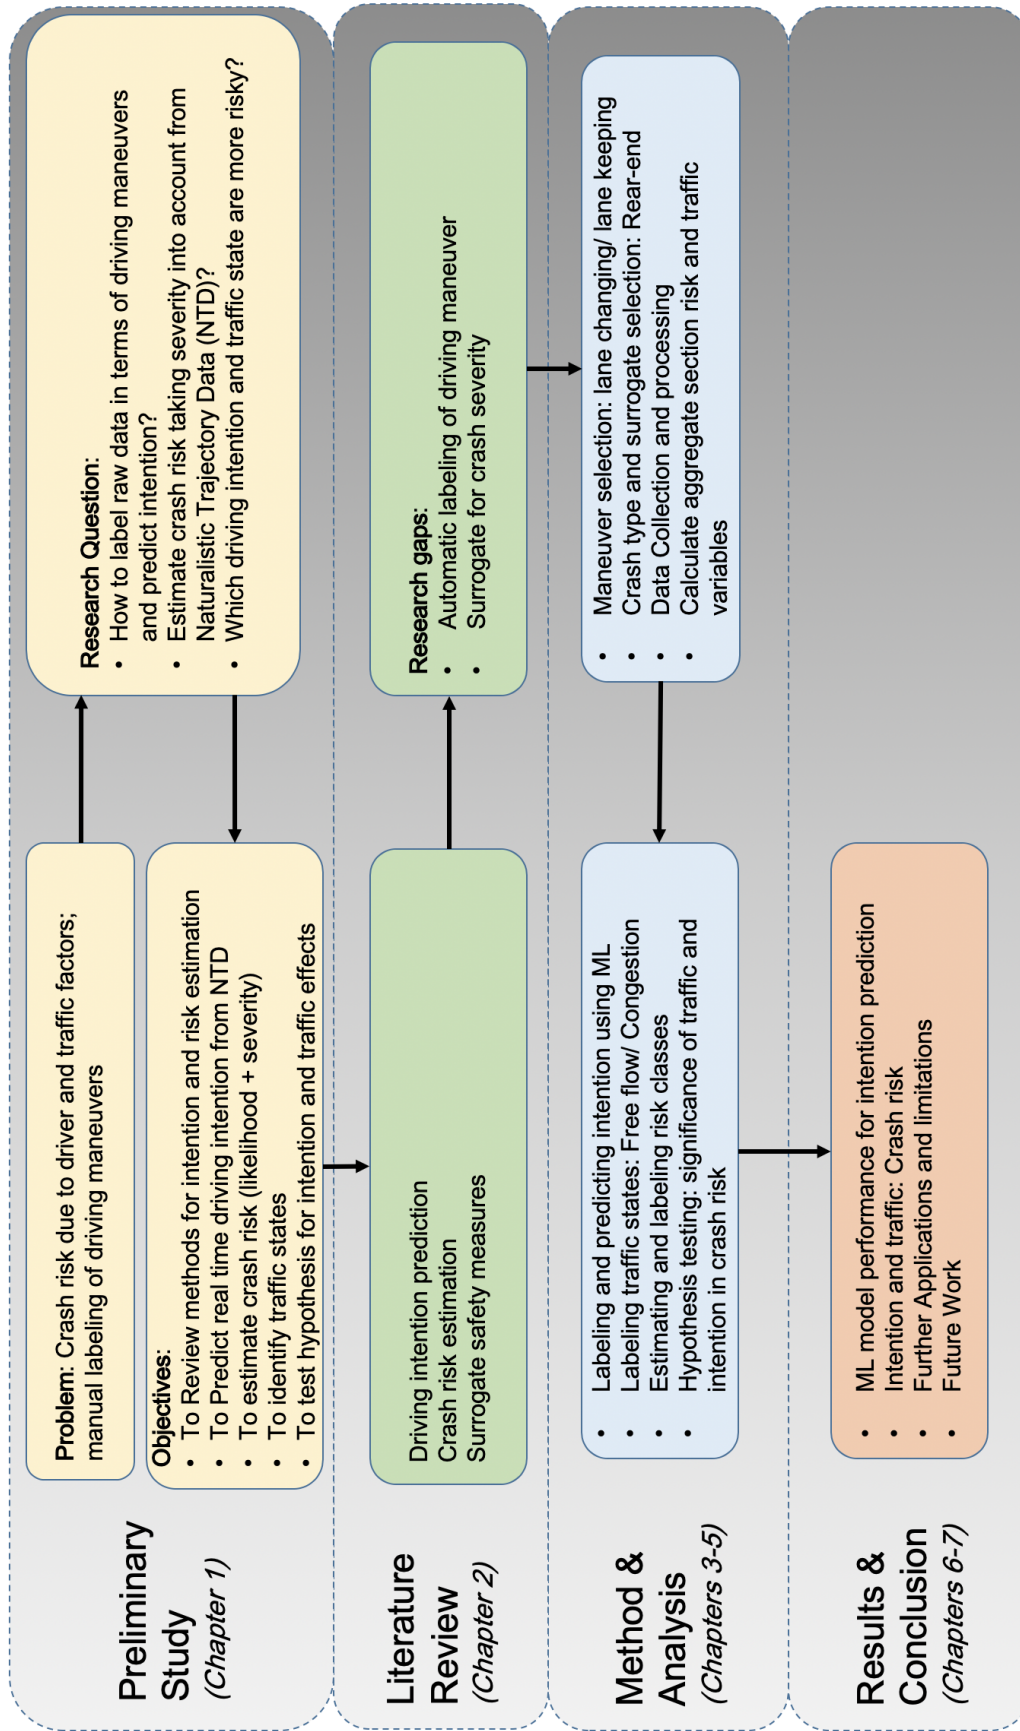 Preliminary
Study
(Chapter 1)
Problem: Crash risk due to driver and traffic factors;
manual labeling of driving maneuvers
Research Question:
• How to label raw data in terms of driving maneuvers
and predict intention?
• Estimate crash risk taking severity into account from
Naturalistic Trajectory Data (NTD)?
• Which driving intention and traffic state are more risky?
Objectives:
• To Review methods for intention and risk estimation
• To Predict real time driving intention from NTD
• To estimate crash risk (likelihood + severity)
• To identify traffic states
• To test hypothesis for intention and traffic effects
Literature
Review
(Chapter 2)
Driving intention prediction
Crash risk estimation
Surrogate safety measures
Research gaps:
• Automatic labeling of driving maneuver
• Surrogate for crash severity
Method &
Analysis
(Chapters 3-5)
• Maneuver selection: lane changing/ lane keeping
• Crash type and surrogate selection: Rear-end
• Data Collection and processing
• Calculate aggregate section risk and traffic
variables
• Labeling and predicting intention using ML
• Labeling traffic states: Free flow/ Congestion
• Estimating and labeling risk classes
• Hypothesis testing: significance of traffic and
intention in crash risk
Results &
Conclusion
(Chapters 6-7)
• ML model performance for intention prediction
• Intention and traffic: Crash risk
• Further Applications and limitations
• Future Work